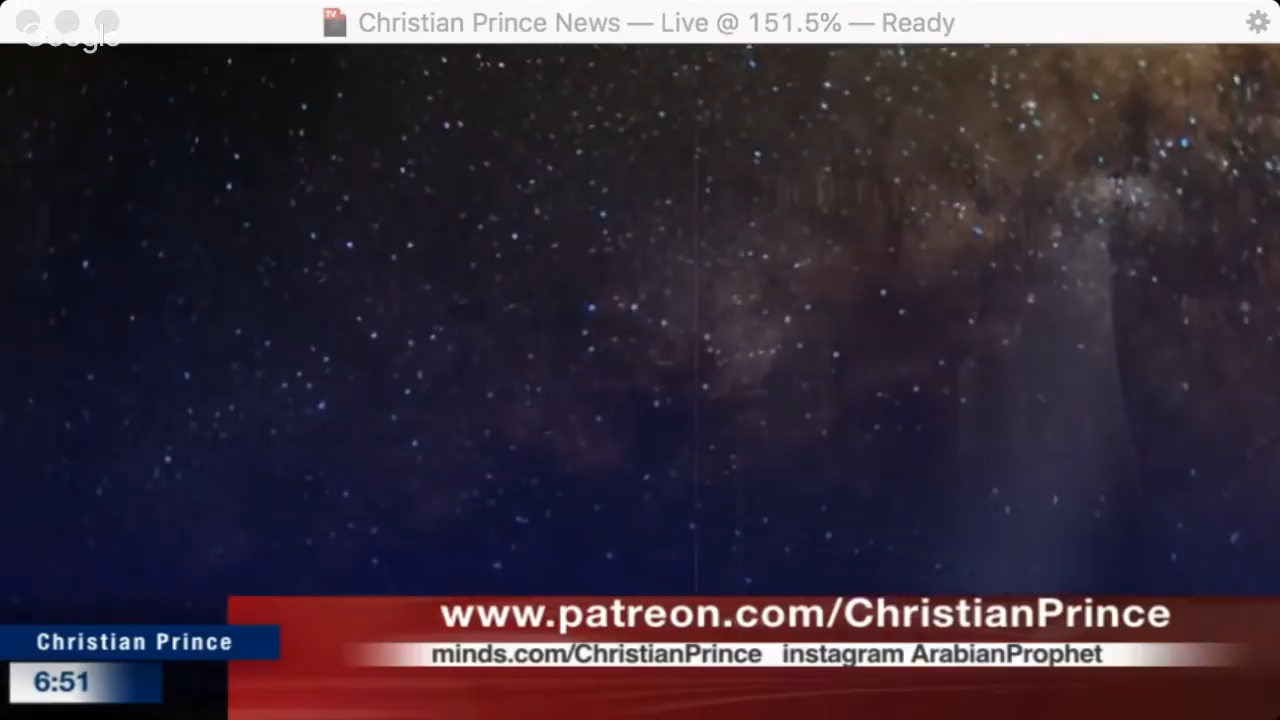 Christian Prince News — Live @ 151.5% — Ready
Google
www.patreon.com/ChristianPrince
Christian Prince
minds.com/ChristianPrince instagram ArabianProphet
6:51